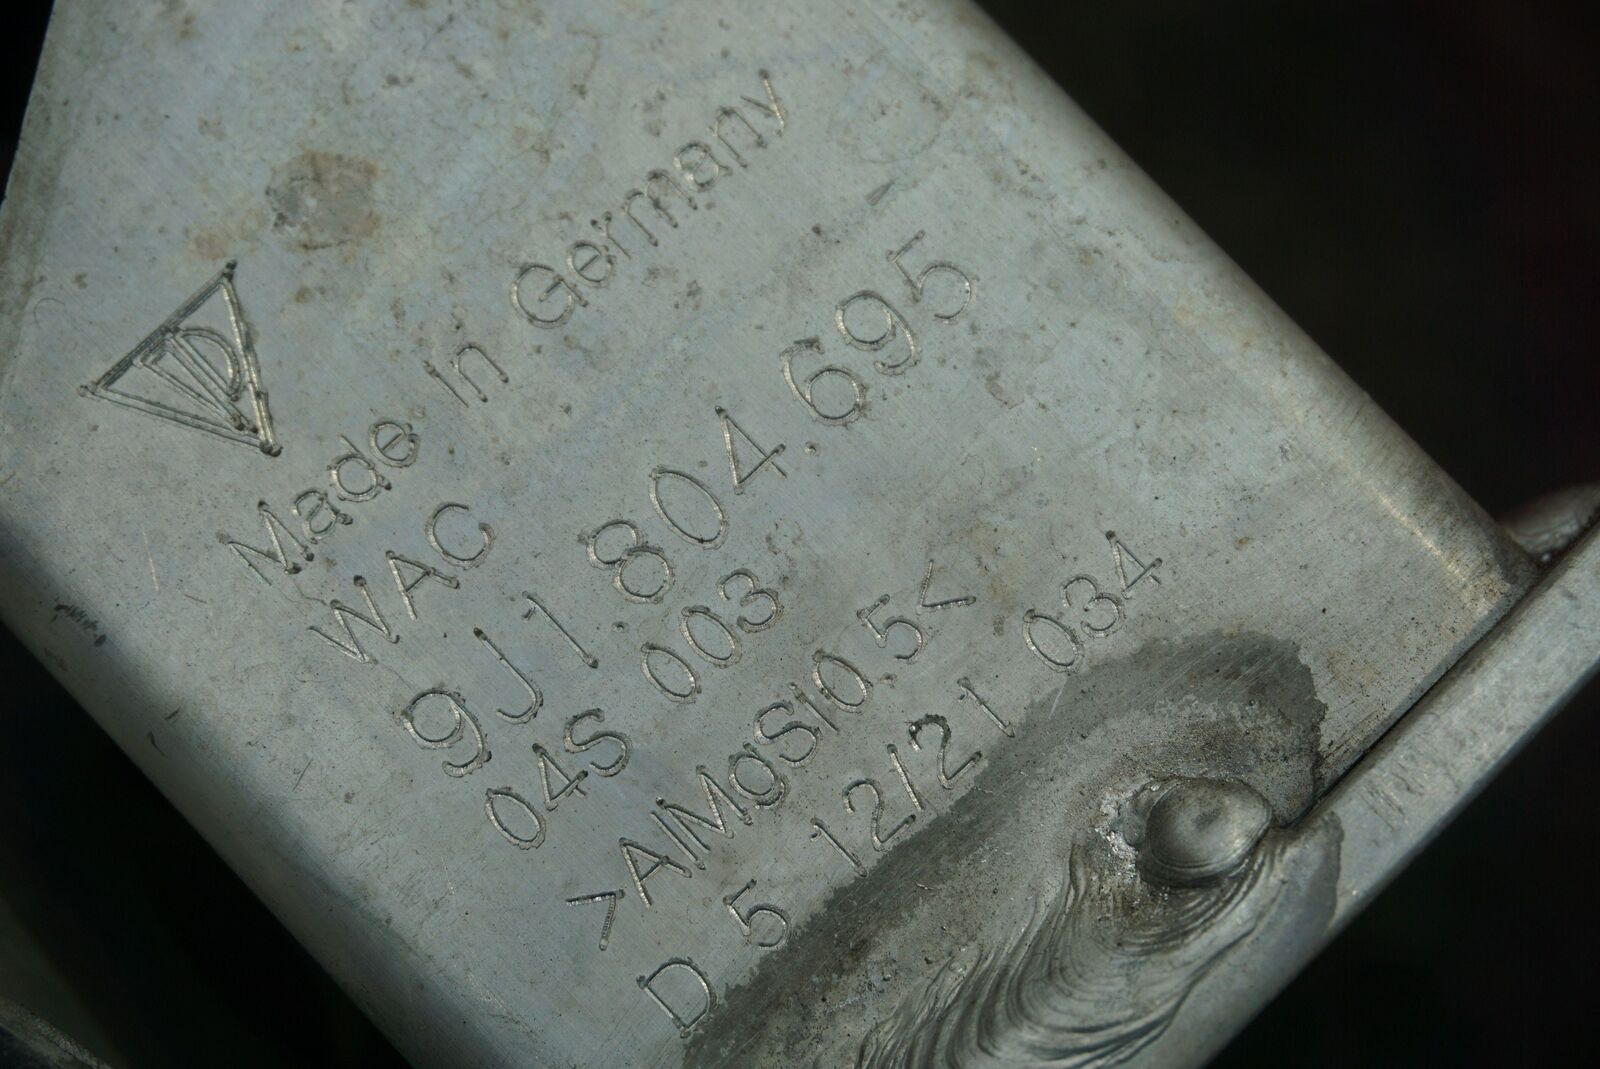 Made In Germany
WAC
9J1.804.695
04S 003
>AlMgSi0.5<
D 5 12/21 034